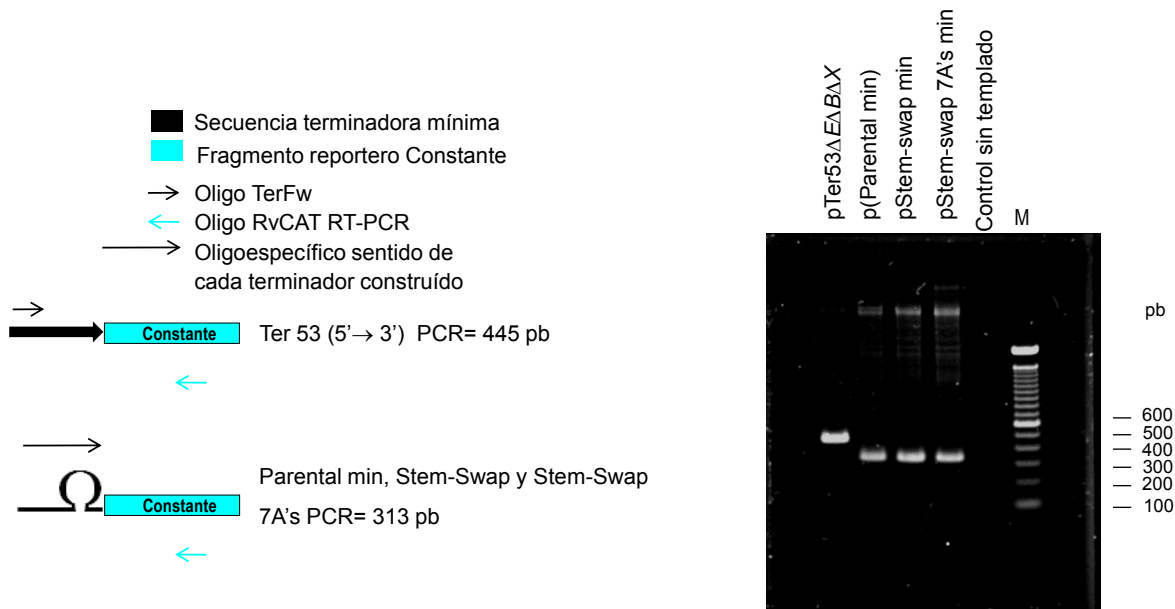 Secuencia terminadora mínima
Fragmento reportero Constante
Oligo TerFw
Oligo RvCAT RT-PCR
Oligoespecífico sentido de
cada terminador construído
Constante
Ter 53 (5’→ 3’) PCR= 445 pb
Constante
Parental min, Stem-Swap y Stem-Swap
7A’s PCR= 313 pb
pTer53ΔEΔBΔX
p(Parental min)
pStem-swap min
pStem-swap 7A’s min
Control sin templado
M
pb
600
500
400
300
200
100